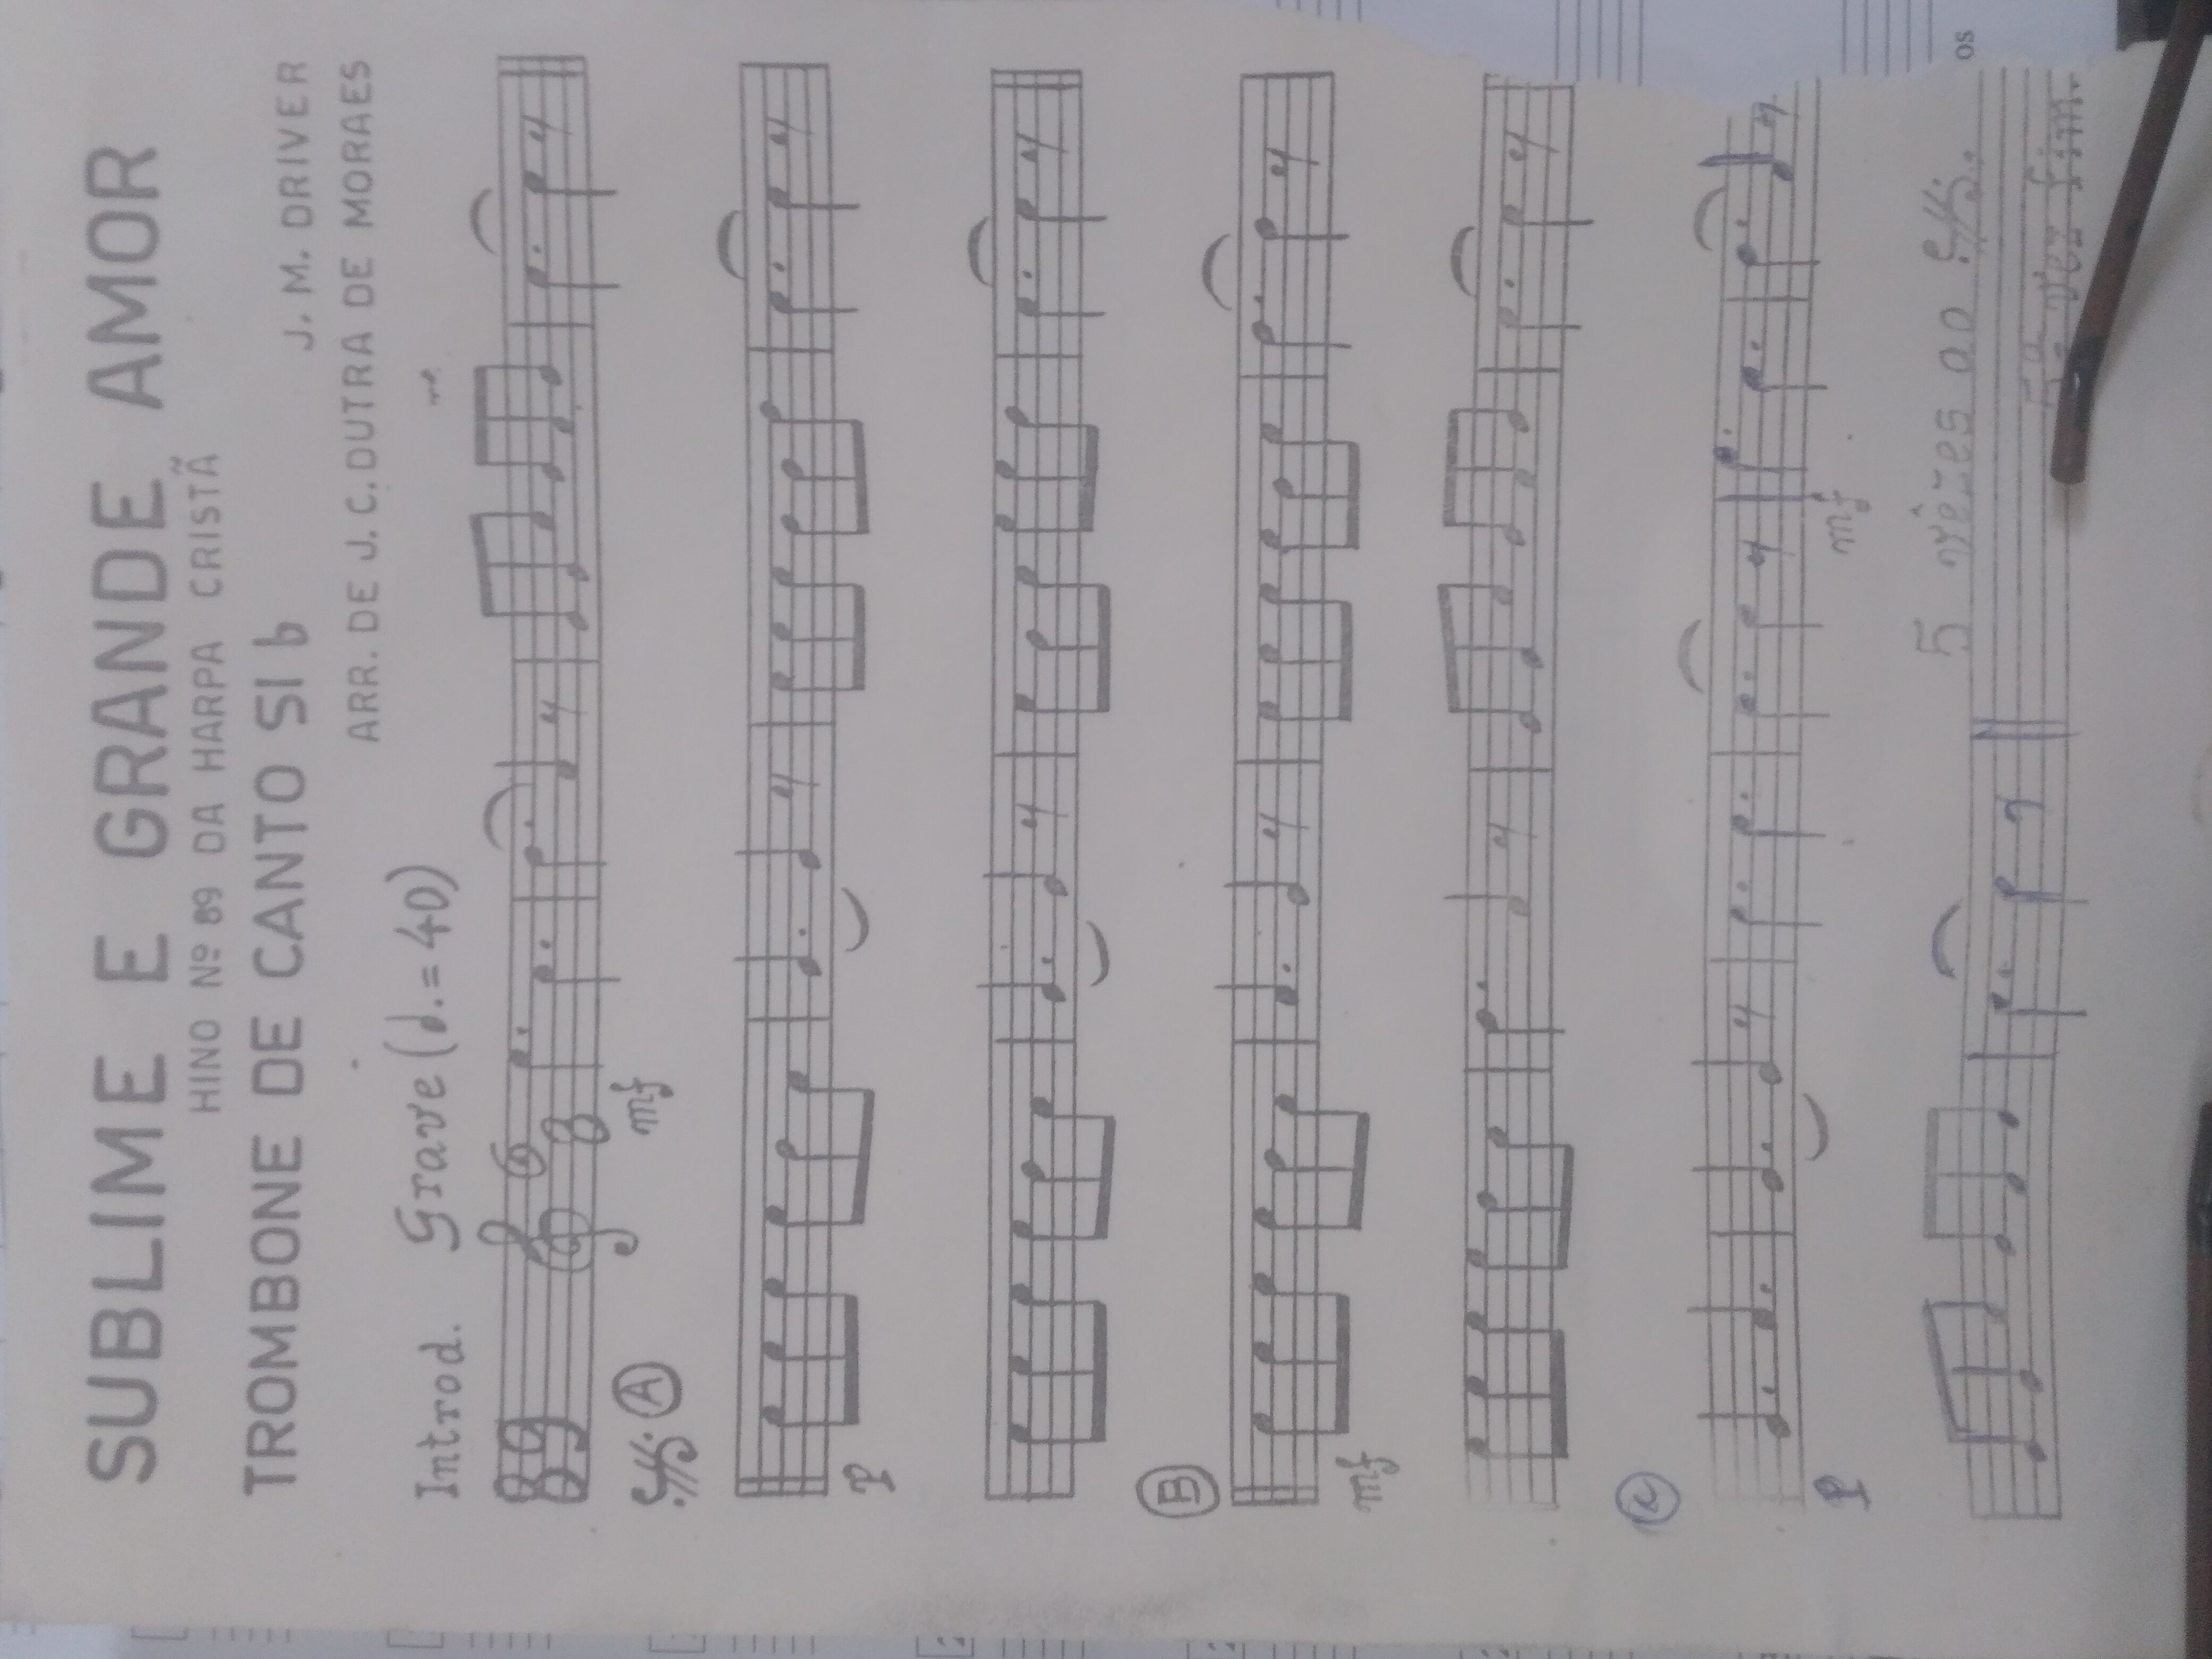 SUBLIME E GRANDE AMOR
HINO Nº 89 DA HARPA CRISTÃ
TROMBONE DE CANTO SI b
J. M. DRIVER
ARR. DE J. C. DUTRA DE MORAES
Introd. Grave (d. = 40)
89
6
8
mf
A
p
B
mf
C
p
mf
5 vêzes ao
5ª vez fim.
os